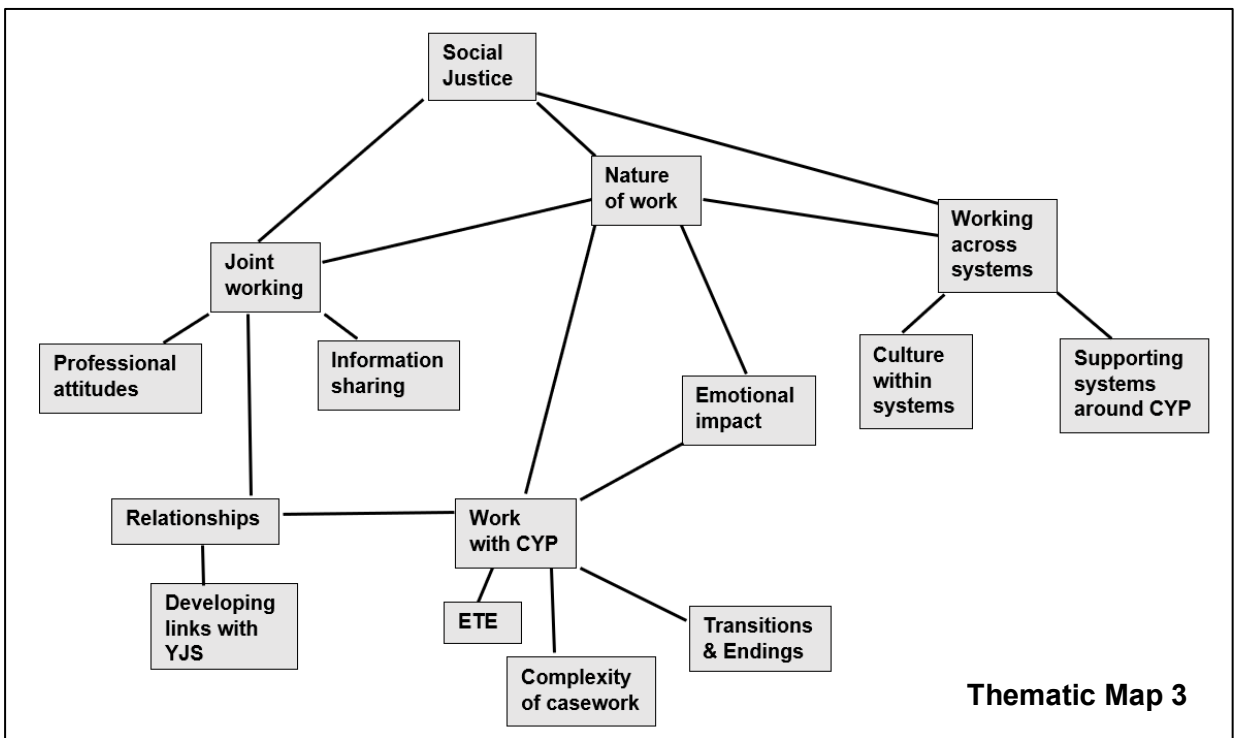 Social
Justice
Nature
of work
Working
across
systems
Joint
working
Professional
attitudes
Information
sharing
Culture
within
systems
Supporting
systems
around CYP
Emotional
impact
Relationships
Work
with CYP
Developing
links with
YJS
ETE
Transitions
& Endings
Complexity
of casework
Thematic Map 3